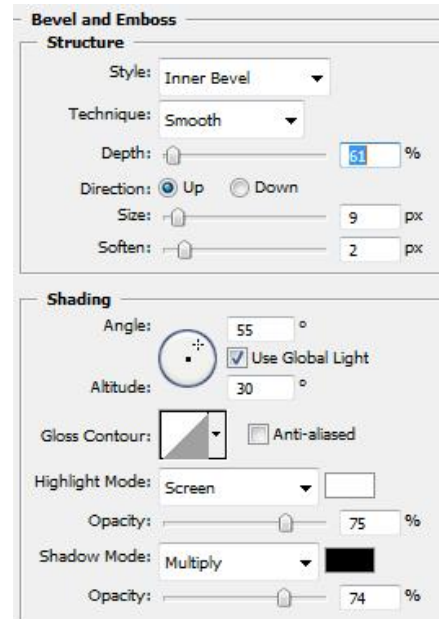 Bevel and Emboss
Structure
Style: Inner Bevel
Technique: Smooth
Depth: 61 %
Direction: Up Down
Size: 9 px
Soften: 2 px
Shading
Angle: 55 °
Use Global Light
Altitude: 30 °
Gloss Contour: Anti-aliased
Highlight Mode: Screen
Opacity: 75 %
Shadow Mode: Multiply
Opacity: 74 %